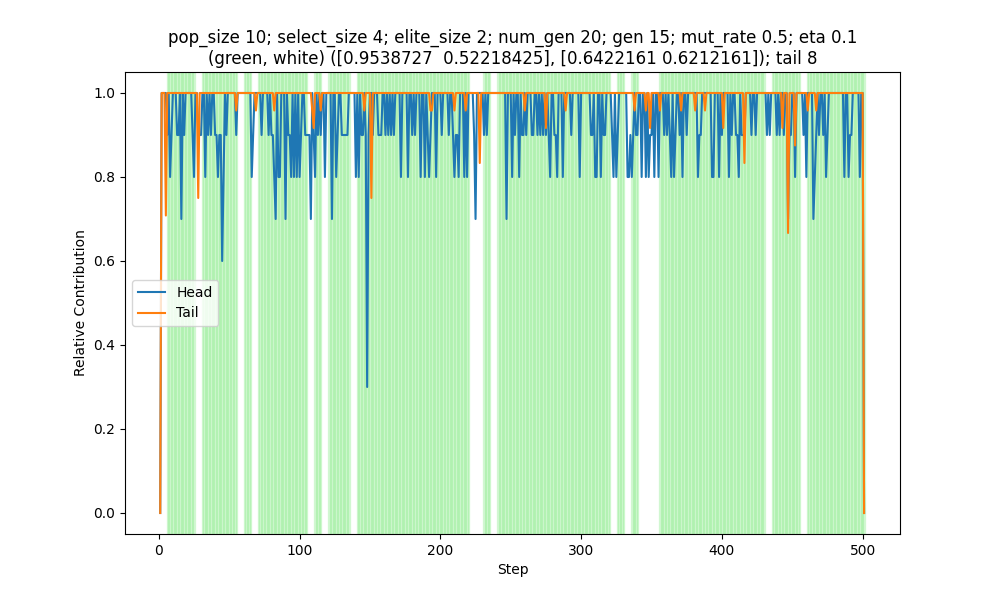 pop_size 10; select_size 4; elite_size 2; num_gen 20; gen 15; mut_rate 0.5; eta 0.1
(green, white) ([0.9538727  0.52218425], [0.6422161 0.6212161]); tail 8
1.0
0.8
0.6
0.4
0.2
0.0
Relative Contribution
Head
Tail
0 100 200 300 400 500
Step